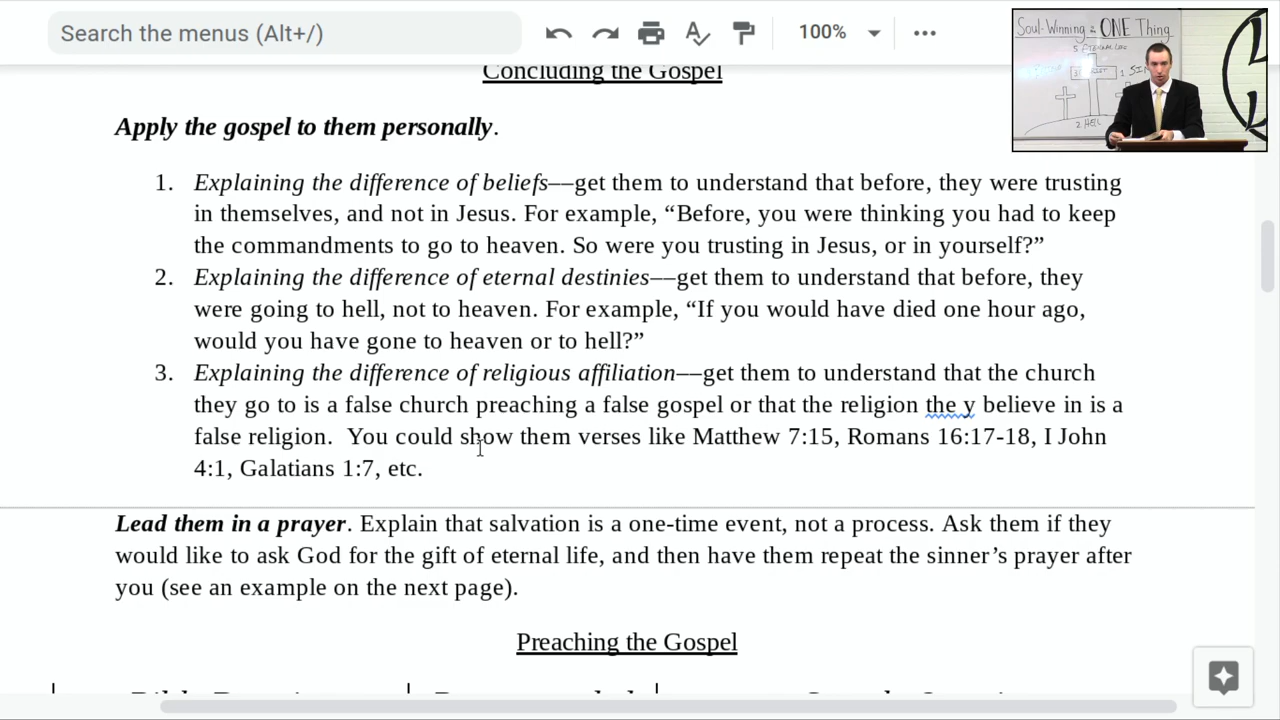 Search the menus (Alt+/)
100%
Soul-Winning: ONE Thing
Concluding the Gospel
Apply the gospel to them personally.
1. Explaining the difference of beliefs—get them to understand that before, they were trusting
in themselves, and not in Jesus. For example, “Before, you were thinking you had to keep
the commandments to go to heaven. So were you trusting in Jesus, or in yourself?”
2. Explaining the difference of eternal destinies—get them to understand that before, they
were going to hell, not to heaven. For example, “If you would have died one hour ago,
would you have gone to heaven or to hell?”
3. Explaining the difference of religious affiliation—get them to understand that the church
they go to is a false church preaching a false gospel or that the religion the y believe in is a
false religion.  You could show them verses like Matthew 7:15, Romans 16:17-18, I John
4:1, Galatians 1:7, etc.
Lead them in a prayer. Explain that salvation is a one-time event, not a process. Ask them if they
would like to ask God for the gift of eternal life, and then have them repeat the sinner’s prayer after
you (see an example on the next page).
Preaching the Gospel